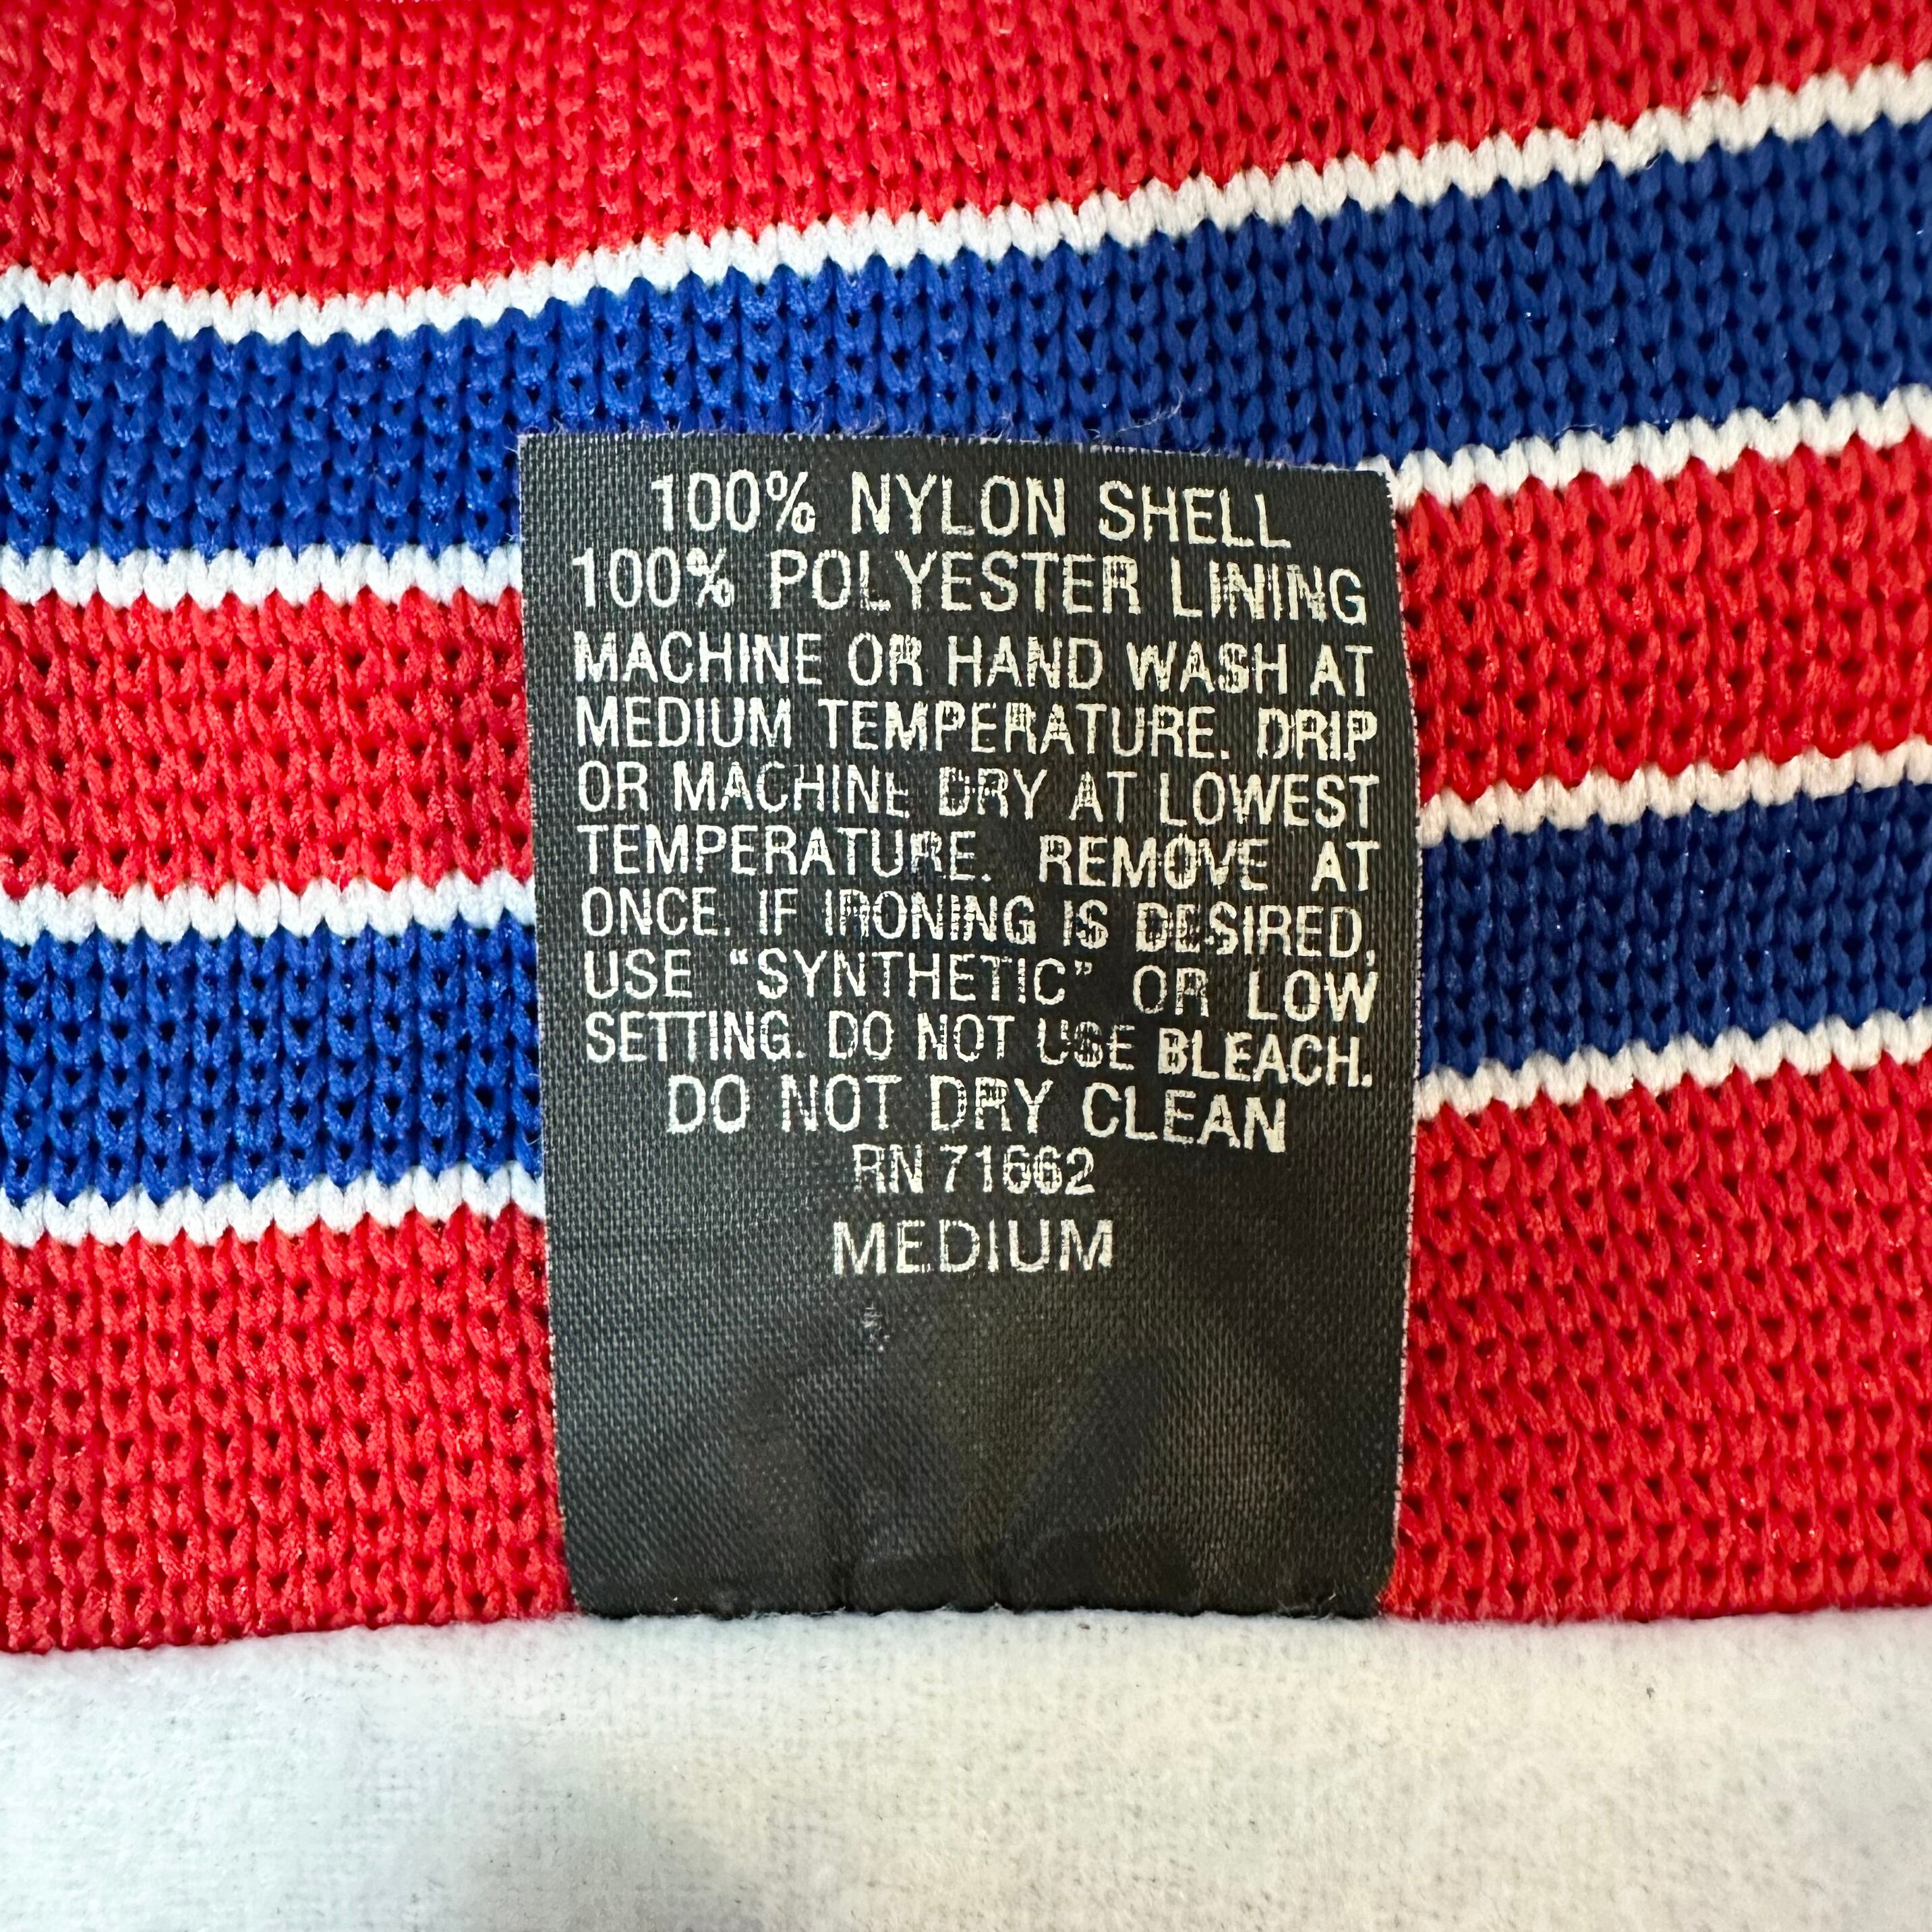 100% NYLON SHELL
100% POLYESTER LINING
MACHINE OR HAND WASH AT
MEDIUM TEMPERATURE. DRIP
OR MACHINE DRY AT LOWEST
TEMPERATURE. REMOVE AT
ONCE. IF IRONING IS DESIRED,
USE “SYNTHETIC” OR LOW
SETTING. DO NOT USE BLEACH.
DO NOT DRY CLEAN
RN 71662
MEDIUM